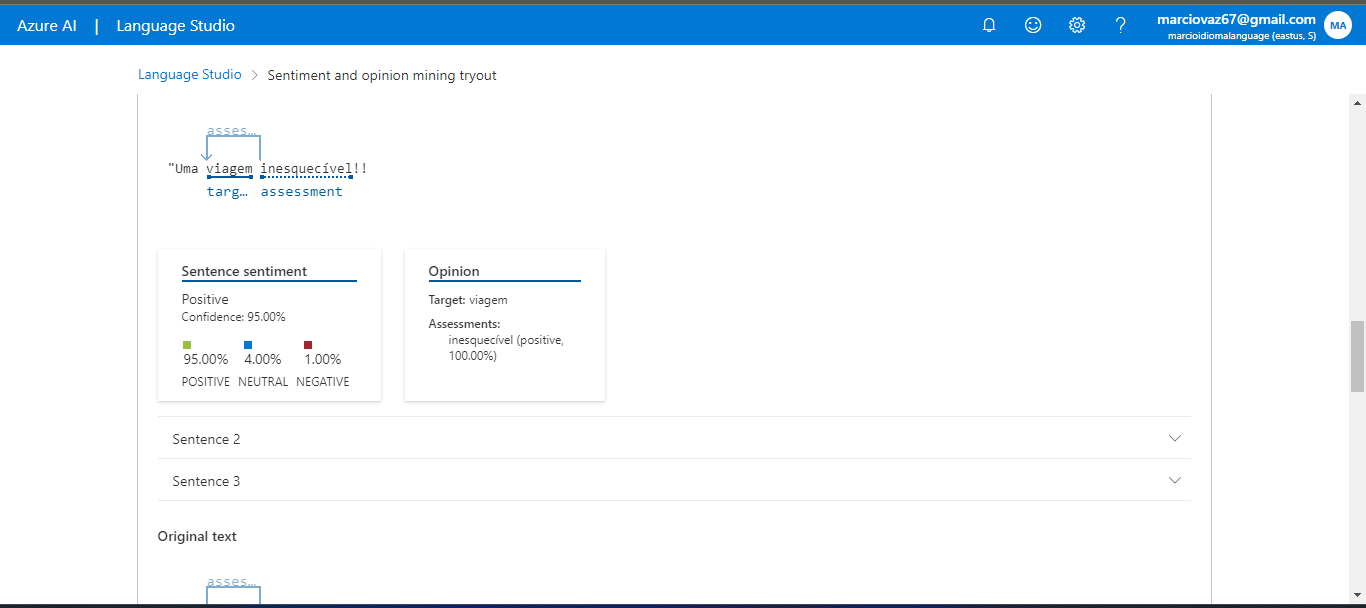 Azure AI | Language Studio
marciovaz67@gmail.com
marcioidiomalanguage (eastus, S)
MA
Language Studio > Sentiment and opinion mining tryout
asses...
"Uma viagem inesquecível!!
targ... assessment
Sentence sentiment
Positive
Confidence: 95.00%
95.00% 4.00% 1.00%
POSITIVE NEUTRAL NEGATIVE
Opinion
Target: viagem
Assessments:
inesquecível (positive,
100.00%)
Sentence 2
Sentence 3
Original text
asses...